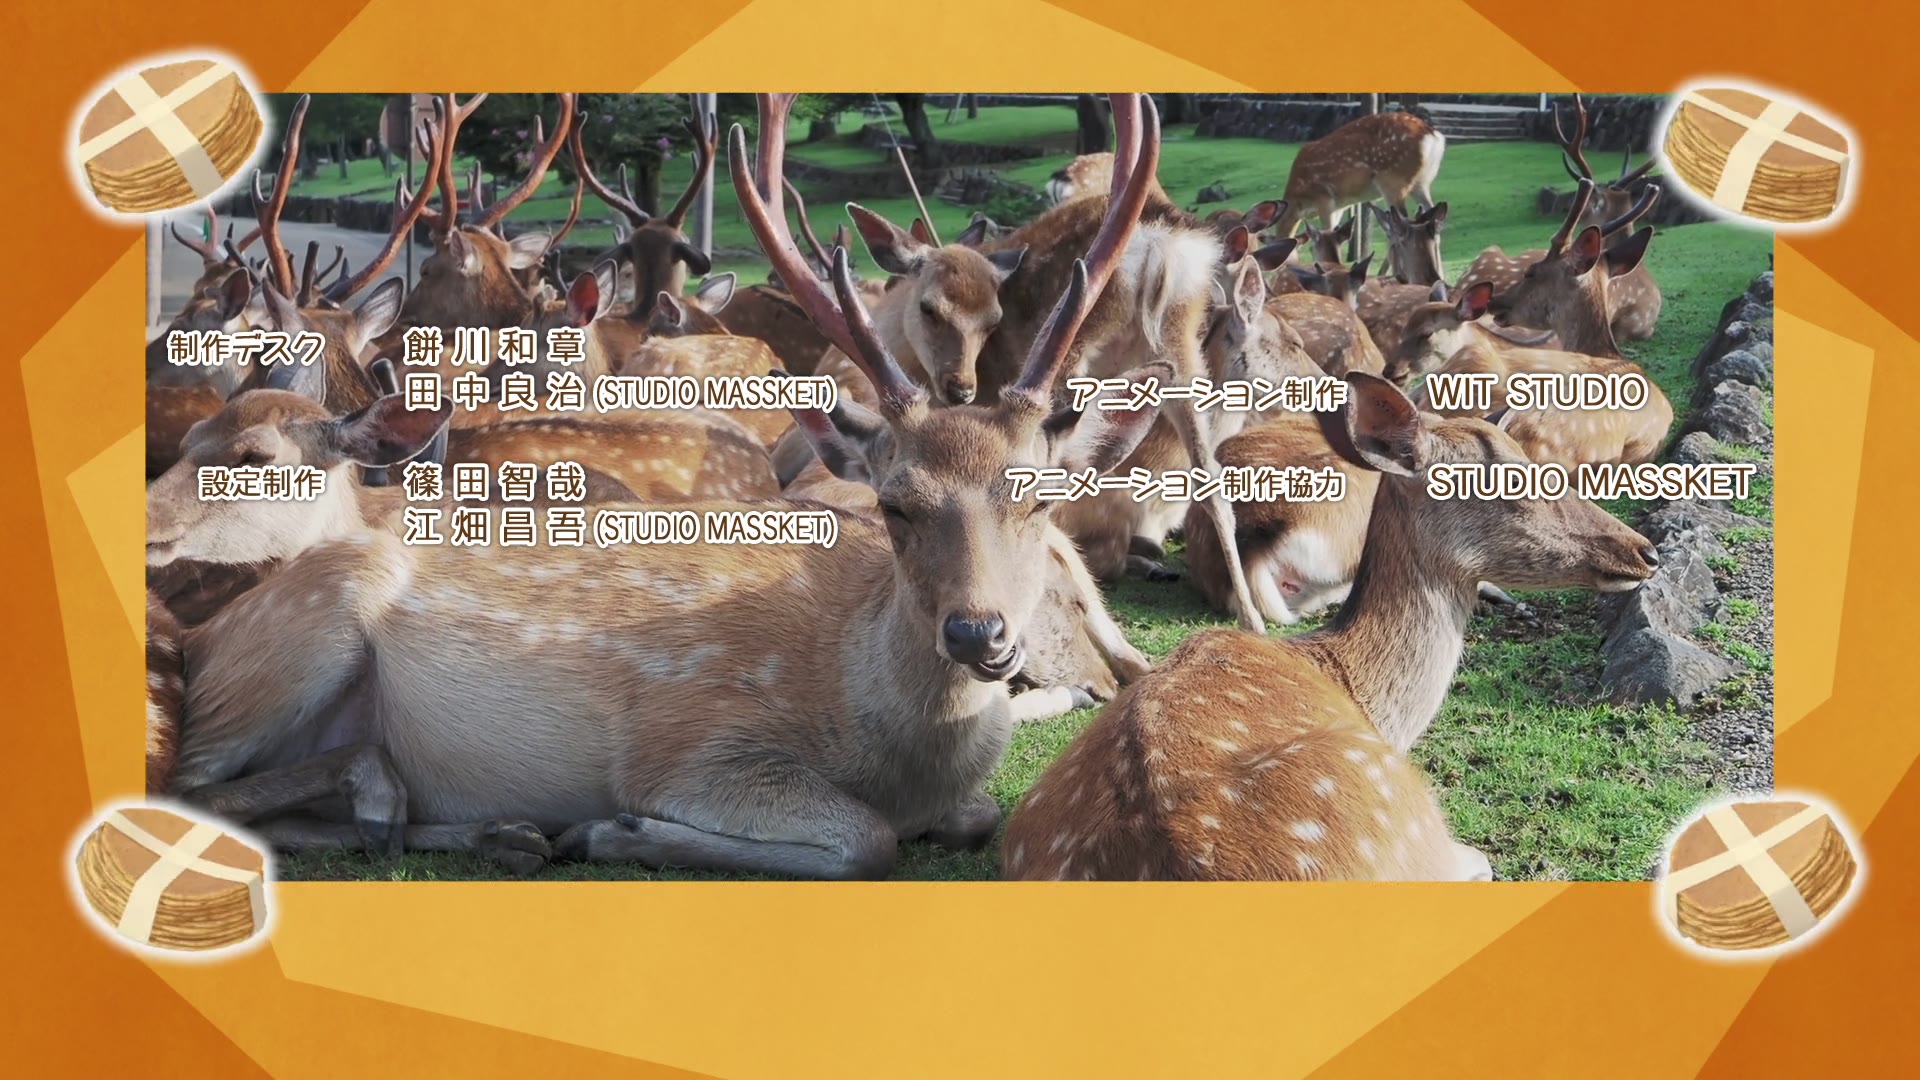 制作デスク 餅川和章
田中良治 (STUDIO MASSKET)
設定制作 篠田智哉
江畑昌吾 (STUDIO MASSKET)
アニメーション制作 WIT STUDIO
アニメーション制作協力 STUDIO MASSKET